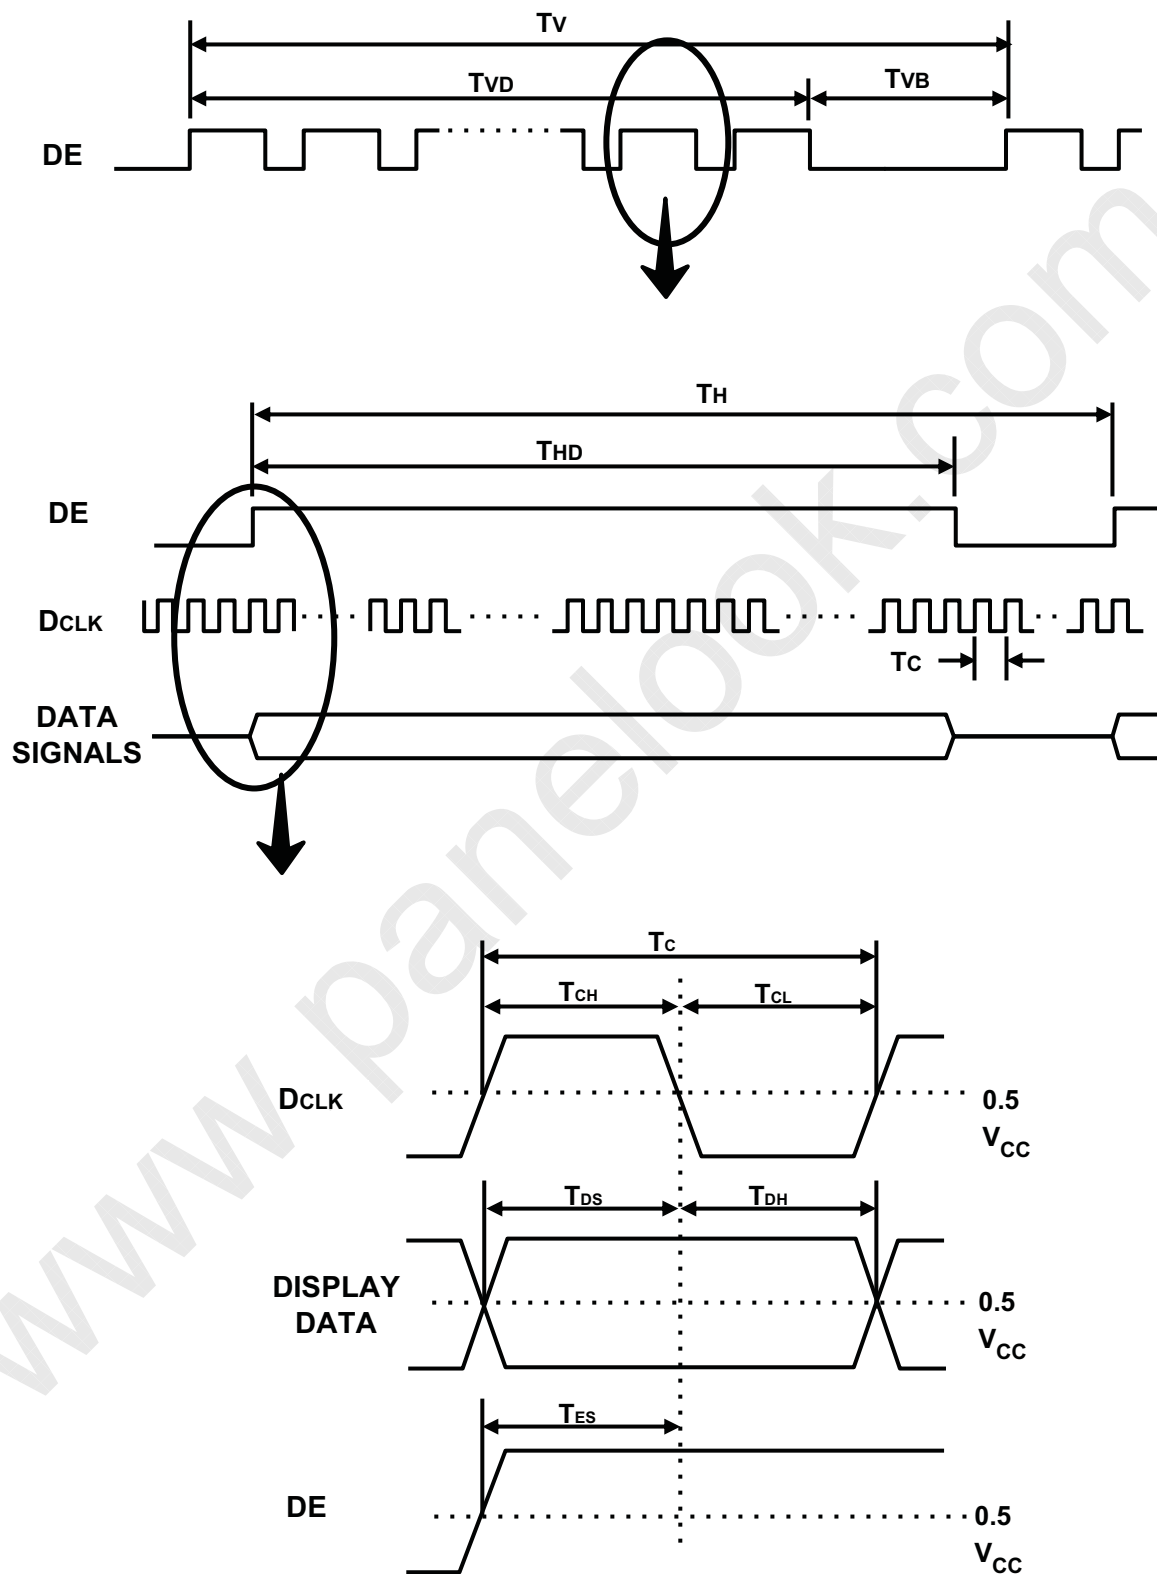 TV
TVD
TVB
DE
TH
THD
DE
DCLK
TC
DATA
SIGNALS
TC
TCH
TCL
DCLK
0.5
VCC
TDS
TDH
DISPLAY
DATA
0.5
VCC
TES
DE
0.5
VCC
www.panelook.com